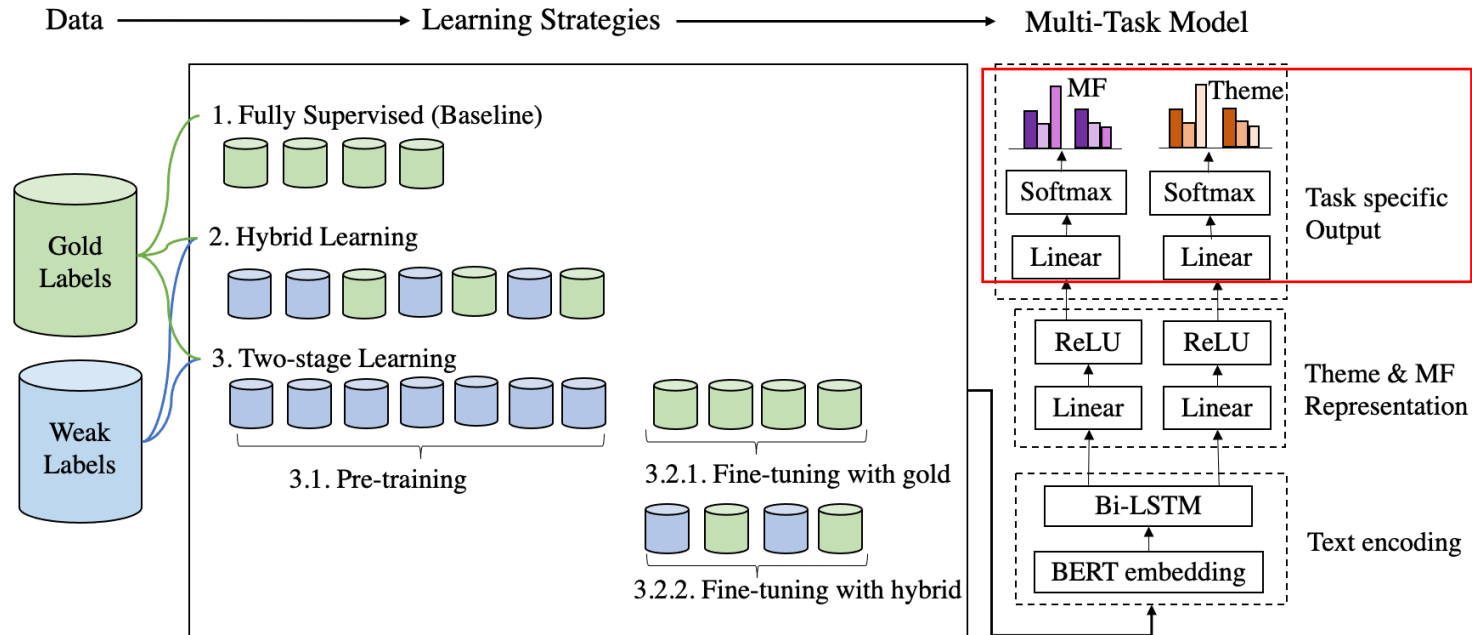 Data
Learning Strategies
Multi-Task Model
1. Fully Supervised (Baseline)
Gold
Labels
2. Hybrid Learning
3. Two-stage Learning
Weak
Labels
3.1. Pre-training
3.2.1. Fine-tuning with gold
3.2.2. Fine-tuning with hybrid
MF
Theme
Softmax
Softmax
Linear
Linear
Task specific
Output
ReLU
ReLU
Linear
Linear
Theme & MF
Representation
Bi-LSTM
BERT embedding
Text encoding